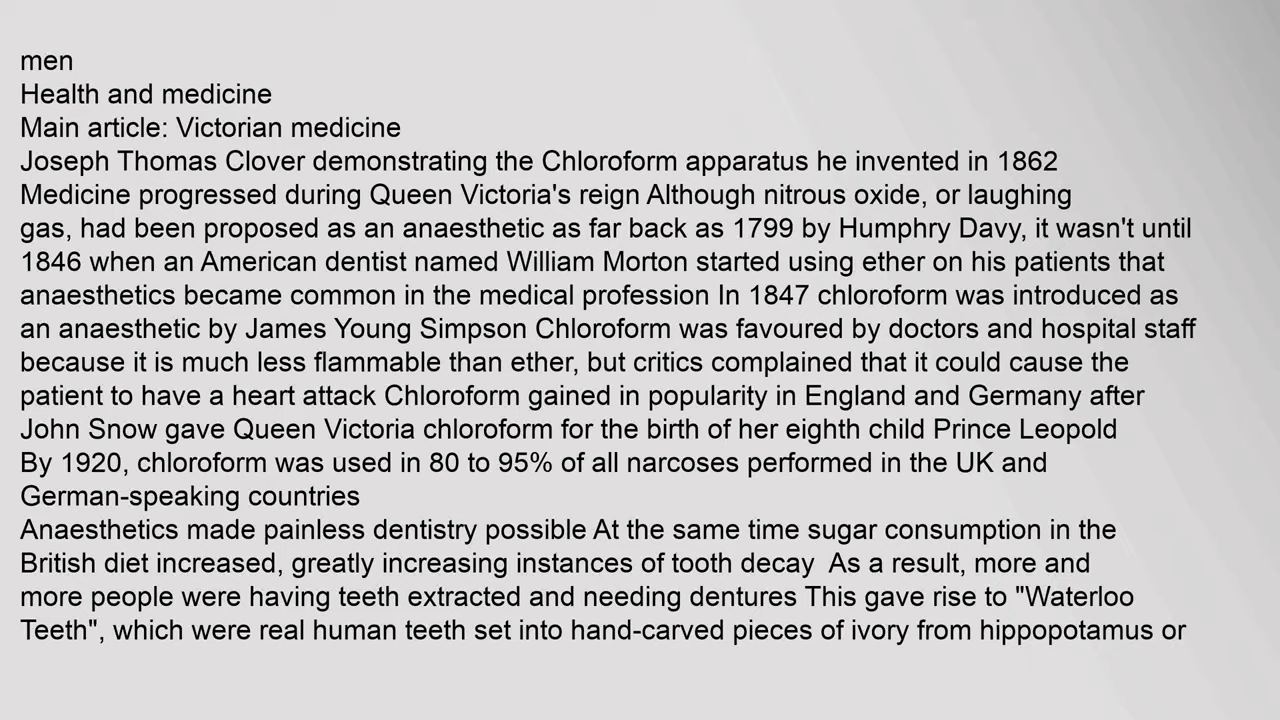 men
Health and medicine
Main article: Victorian medicine
Joseph Thomas Clover demonstrating the Chloroform apparatus he invented in 1862
Medicine progressed during Queen Victoria's reign Although nitrous oxide, or laughing
gas, had been proposed as an anaesthetic as far back as 1799 by Humphry Davy, it wasn't until
1846 when an American dentist named William Morton started using ether on his patients that
anaesthetics became common in the medical profession In 1847 chloroform was introduced as
an anaesthetic by James Young Simpson Chloroform was favoured by doctors and hospital staff
because it is much less flammable than ether, but critics complained that it could cause the
patient to have a heart attack Chloroform gained in popularity in England and Germany after
John Snow gave Queen Victoria chloroform for the birth of her eighth child Prince Leopold
By 1920, chloroform was used in 80 to 95% of all narcoses performed in the UK and
German-speaking countries
Anaesthetics made painless dentistry possible At the same time sugar consumption in the
British diet increased, greatly increasing instances of tooth decay  As a result, more and
more people were having teeth extracted and needing dentures This gave rise to "Waterloo
Teeth", which were real human teeth set into hand-carved pieces of ivory from hippopotamus or